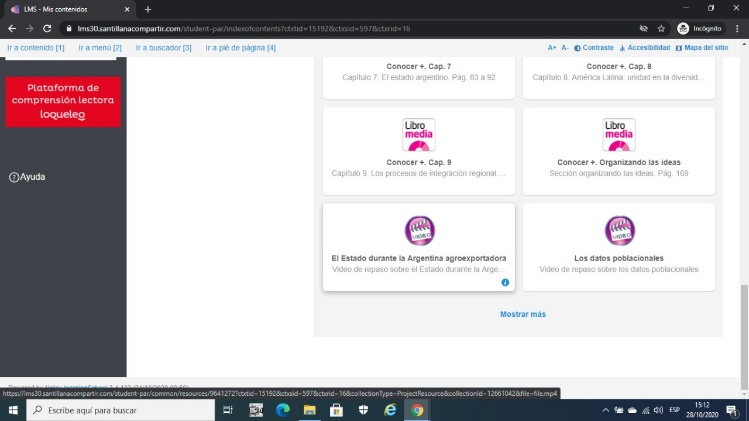 LMS - Mis contenidos
lms30.santillanacompartir.com/student-par/indexofcontents?ctxtid=15192&ctxsid=597&ctxrid=16
Incógnito
Ir a contenido [1]
Ir a menú [2]
Ir a buscador [3]
Ir a pié de página [4]
A+ A- Contraste Accesibilidad Mapa del sitio
Plataforma de
comprensión lectora
loqueleo
Ayuda
Conocer +. Cap. 7
Capítulo 7. El estado argentino. Pág. 83 a 92
Conocer +. Cap. 8
Capítulo 8. América Latina: unidad en la diversid...
Libro
media
Conocer +. Cap. 9
Capítulo 9. Los procesos de integración regional....
Libro
media
Conocer +. Organizando las ideas
Sección organizando las ideas. Pág. 169
VIDEO
El Estado durante la Argentina agroexportadora
Video de repaso sobre el Estado durante la Arge...
VIDEO
Los datos poblacionales
Video de repaso sobre los datos poblacionales
Mostrar más
https://lms30.santillanacompartir.com/student-par/common/resources/9641272?ctxtid=15192&ctxsid=597&ctxrid=16&collectionType=ProjectResource&collectionId=12661042&file=file.mp4
Escribe aquí para buscar
ESP
15:12
28/10/2020